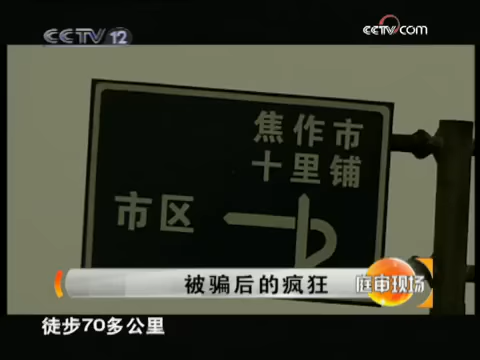 CCTV 12
CCTV.com
焦作市
十里铺
市区
被骗后的疯狂
庭审现场
徒步70多公里